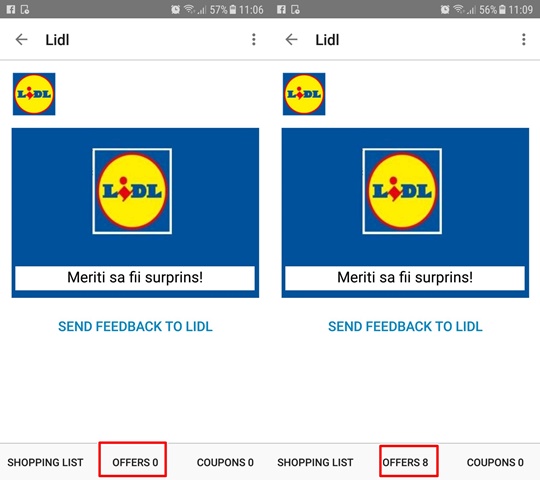 57% 11:06
Lidl
LIDL
LIDL
Meriti sa fii surprins!
SEND FEEDBACK TO LIDL
SHOPPING LIST OFFERS 0 COUPONS 0
56% 11:09
Lidl
LIDL
LIDL
Meriti sa fii surprins!
SEND FEEDBACK TO LIDL
SHOPPING LIST OFFERS 8 COUPONS 0